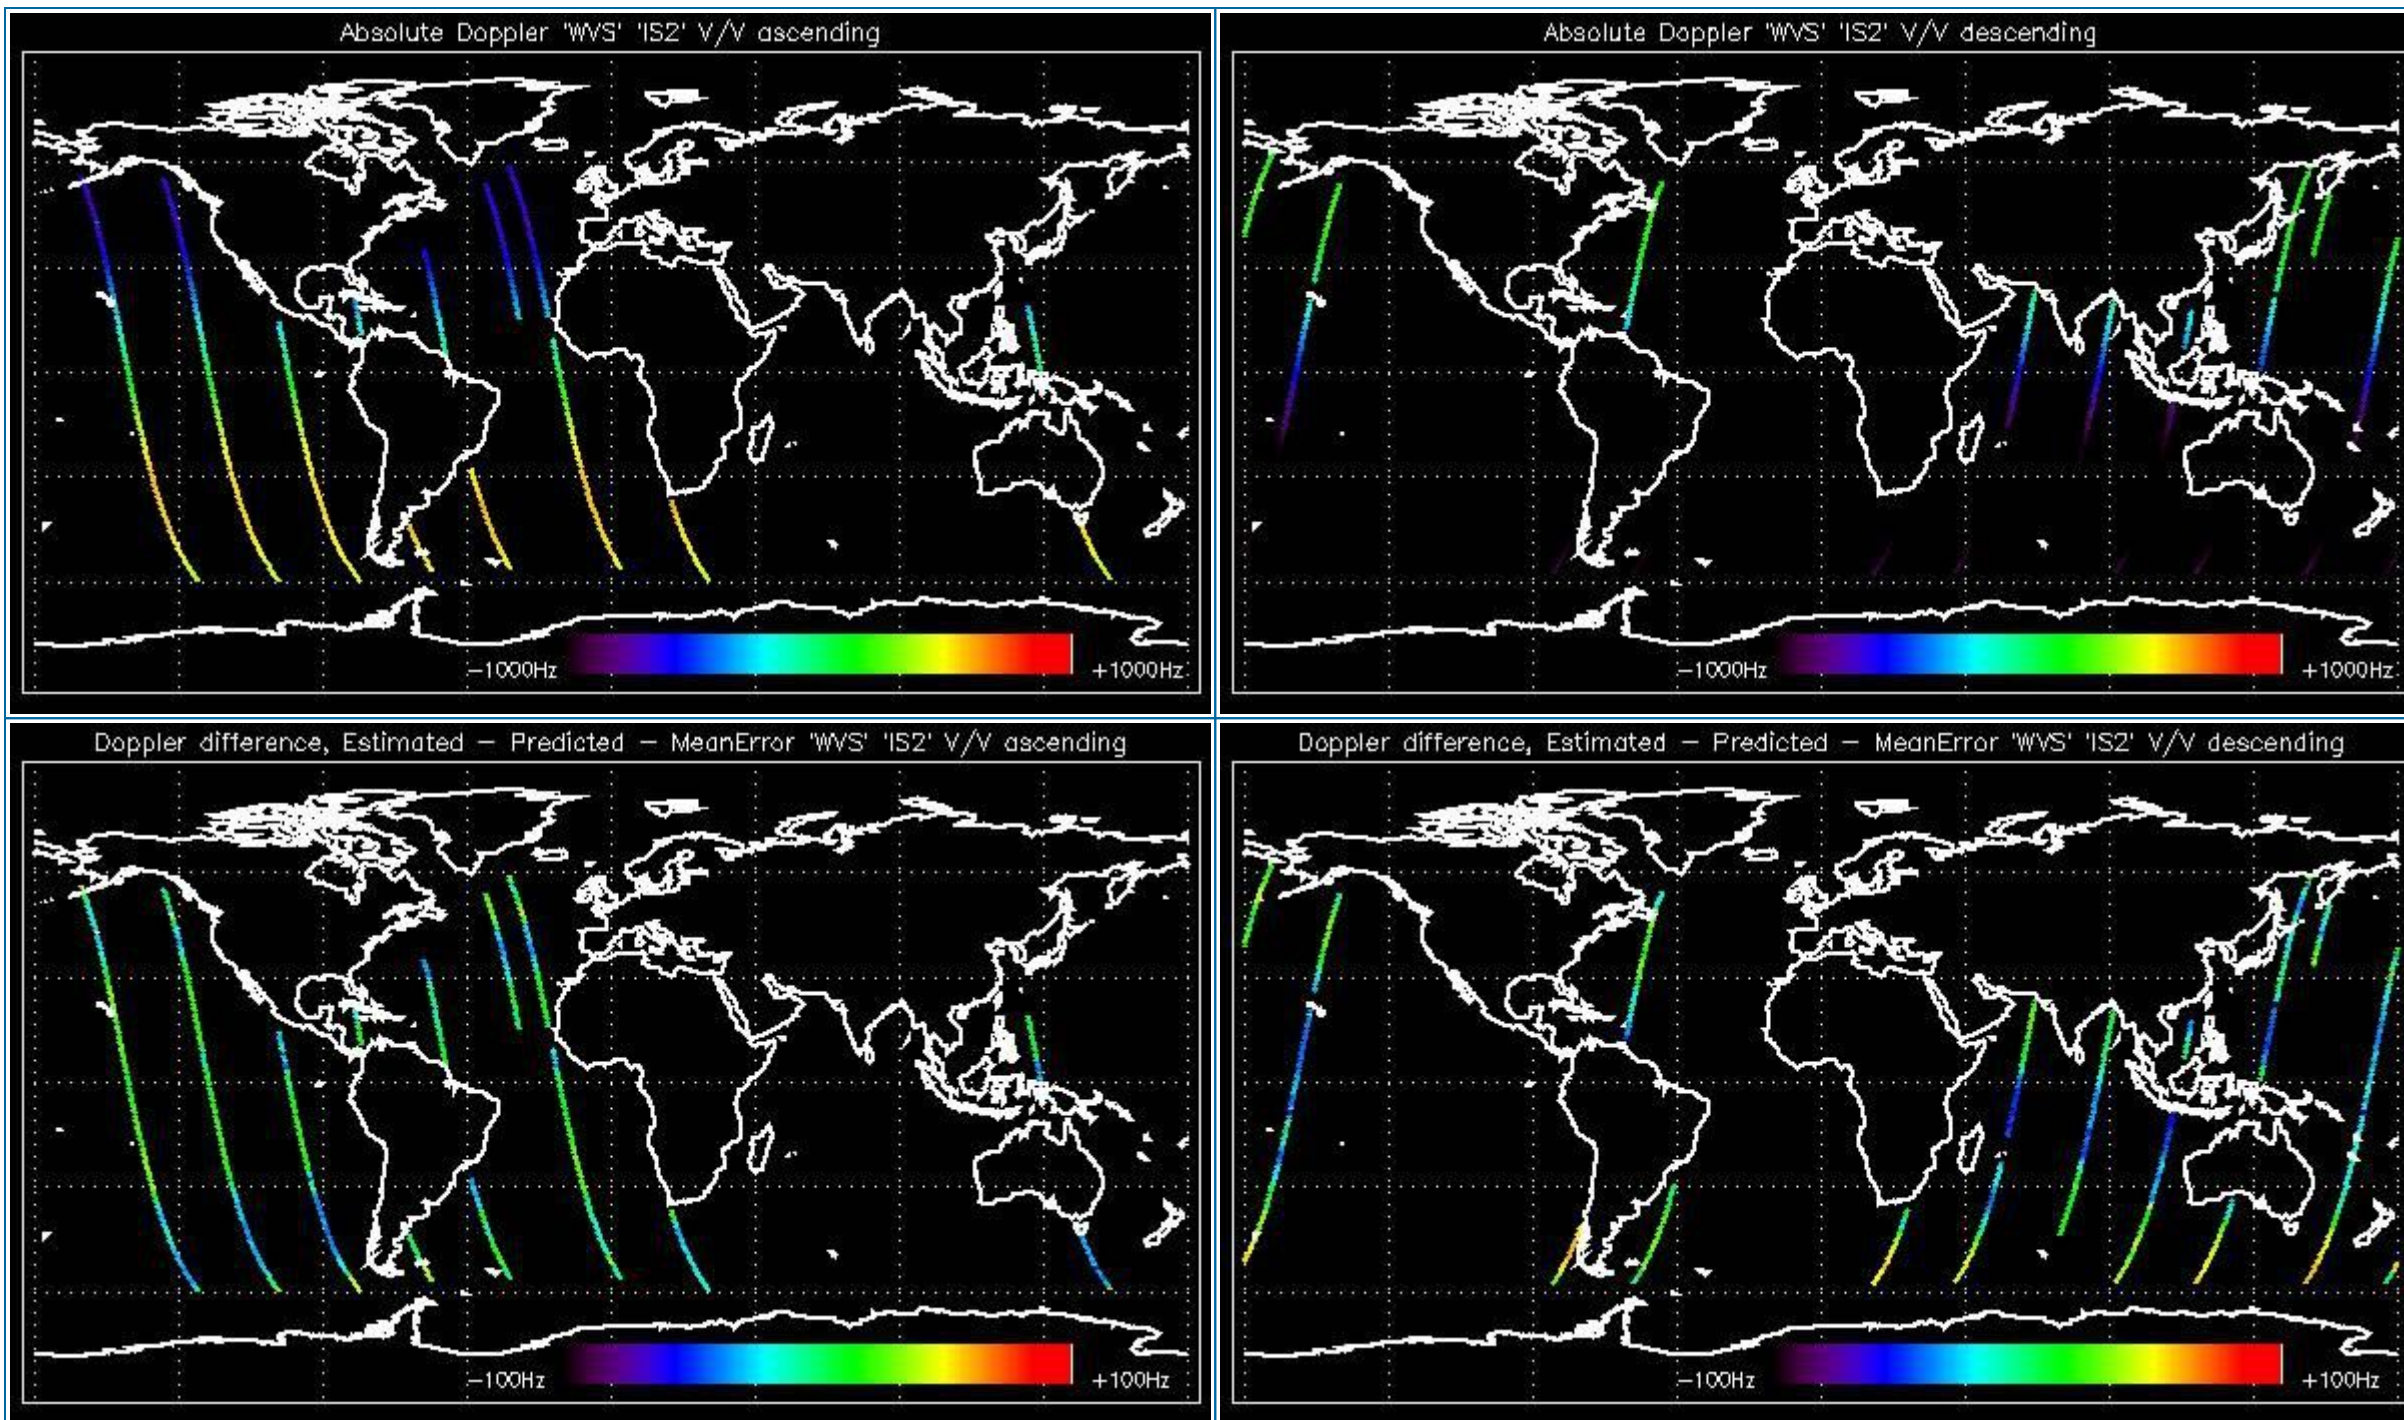 Absolute Doppler 'WVS' 'IS2' V/V ascending
-1000Hz
+1000Hz
Absolute Doppler 'WVS' 'IS2' V/V descending
-1000Hz
+1000Hz
Doppler difference, Estimated - Predicted - MeanError 'WVS' 'IS2' V/V ascending
-100Hz
+100Hz
Doppler difference, Estimated - Predicted - MeanError 'WVS' 'IS2' V/V descending
-100Hz
+100Hz